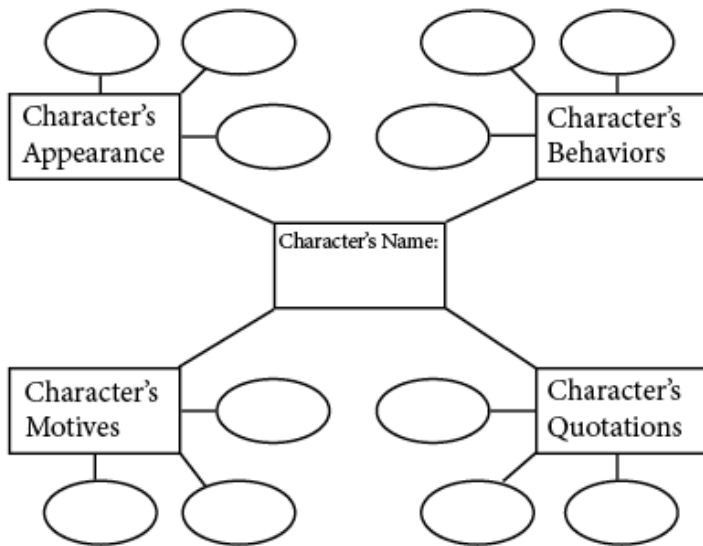 Character's
Appearance
Character's
Behaviors
Character's Name:
Character's
Motives
Character's
Quotations